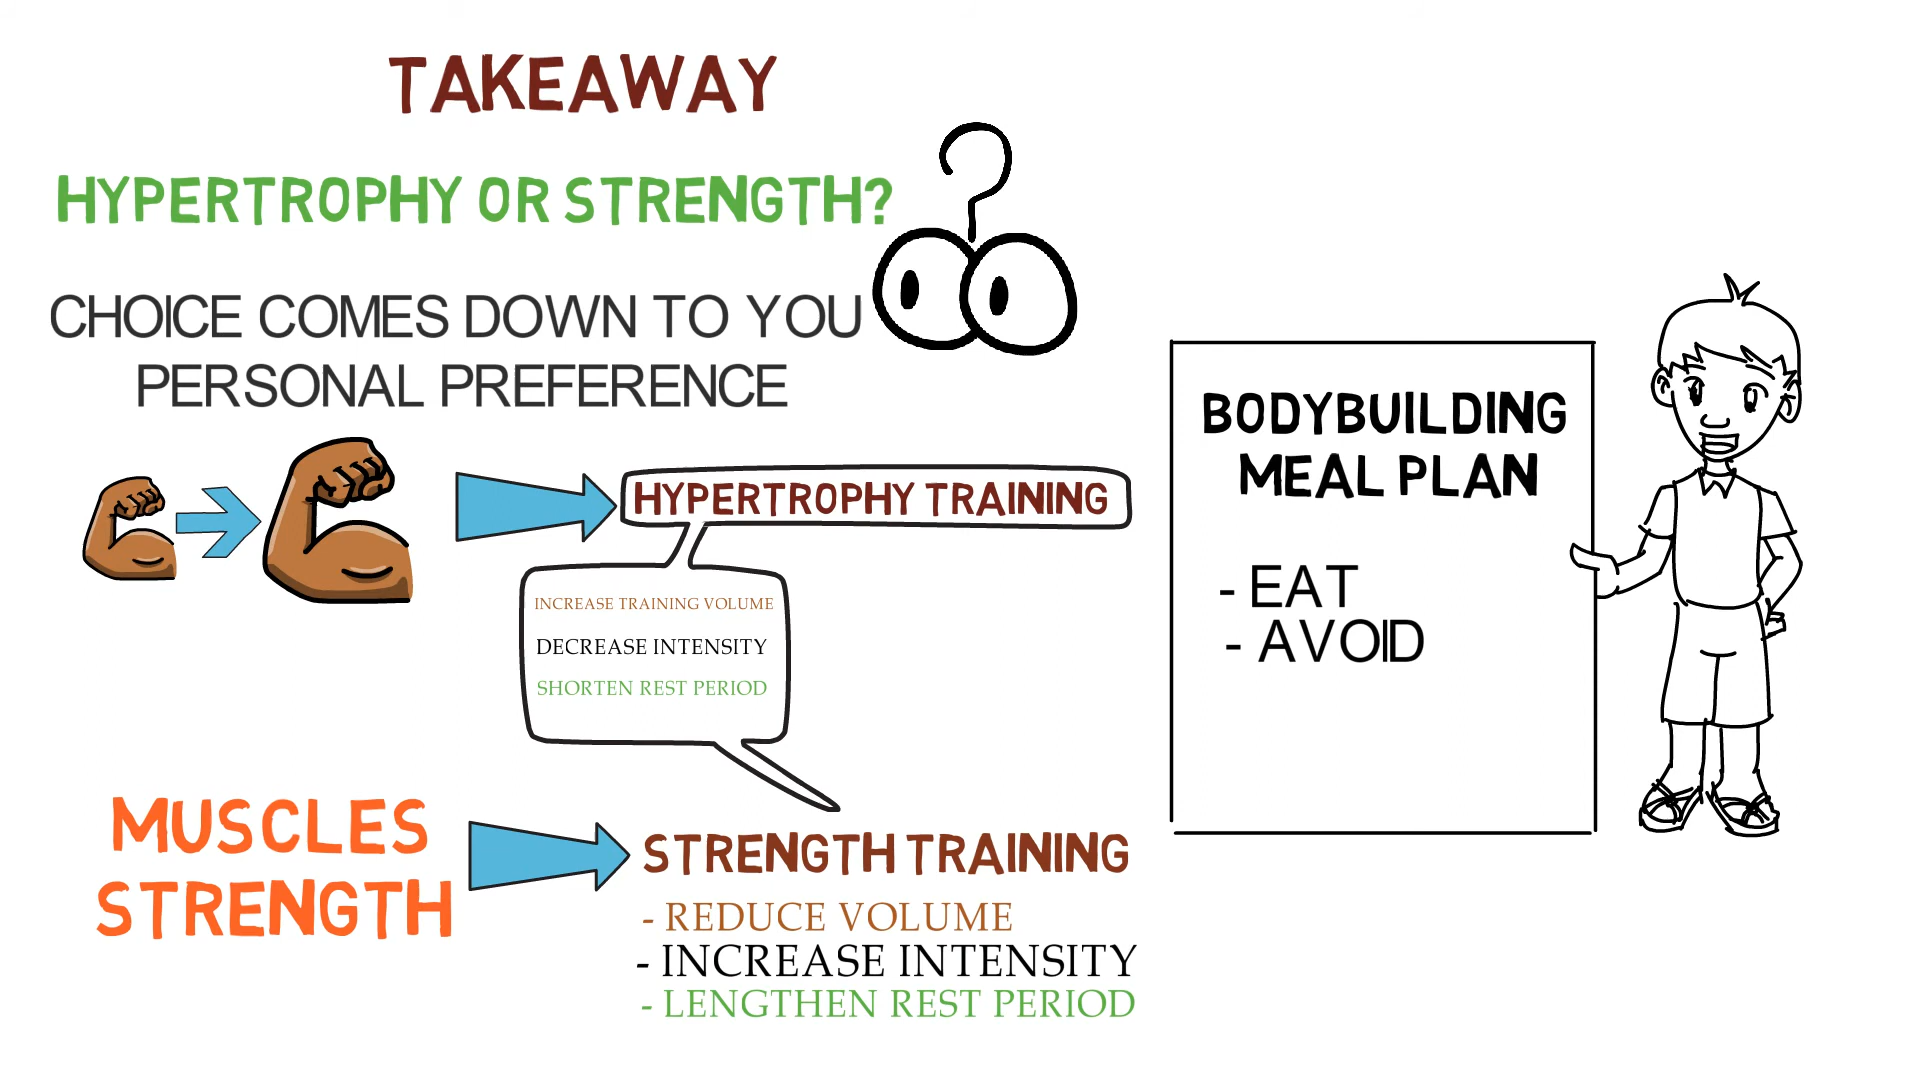 TAKEAWAY
HYPERTROPHY OR STRENGTH?
CHOICE COMES DOWN TO YOU
PERSONAL PREFERENCE
HYPERTROPHY TRAINING
INCREASE TRAINING VOLUME
DECREASE INTENSITY
SHORTEN REST PERIOD
MUSCLES
STRENGTH
STRENGTH TRAINING
- REDUCE VOLUME
- INCREASE INTENSITY
- LENGTHEN REST PERIOD
BODYBUILDING
MEAL PLAN
- EAT
- AVOID